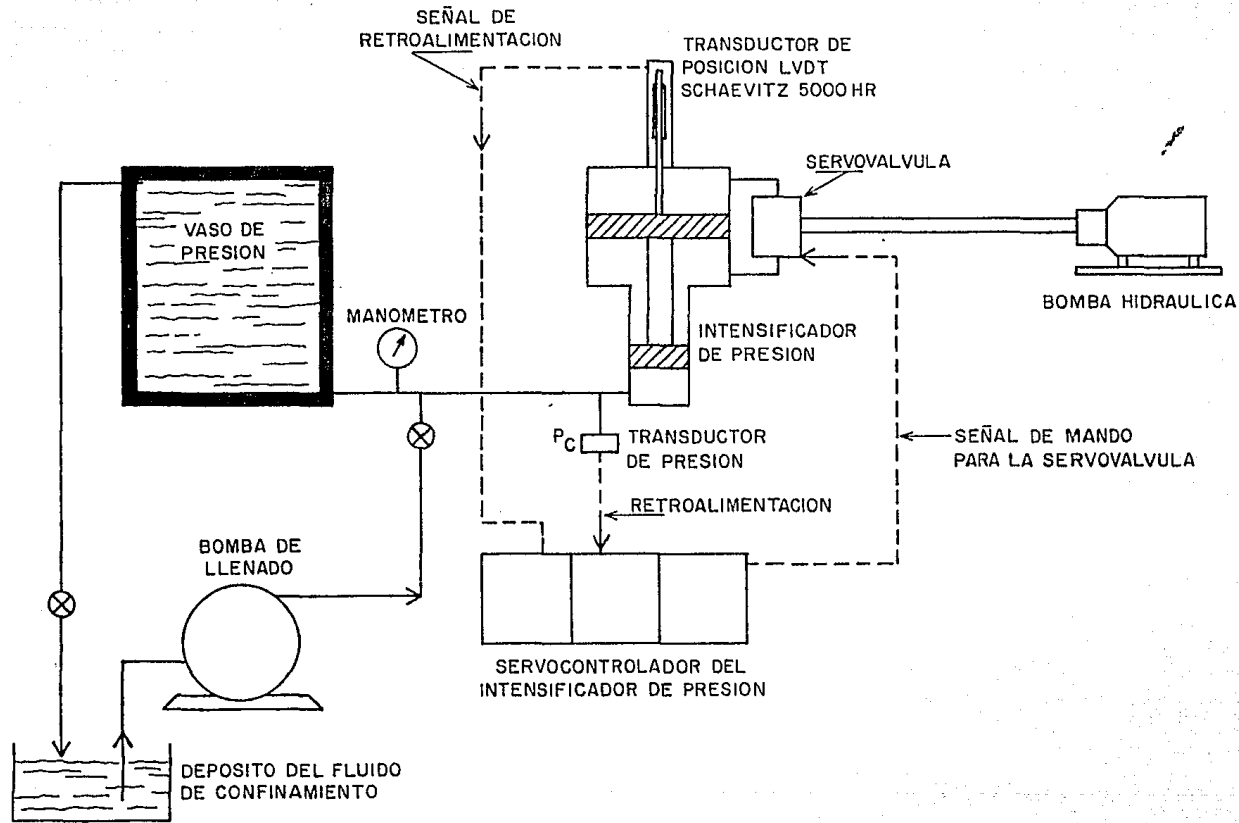 SEÑAL DE
RETROALIMENTACION
TRANSDUCTOR DE
POSICION LVDT
SCHAEVITZ 5000 HR
SERVOVALVULA
VASO DE
PRESION
MANOMETRO
INTENSIFICADOR
DE PRESION
BOMBA HIDRAULICA
PC TRANSDUCTOR
DE PRESION
SEÑAL DE MANDO
PARA LA SERVOVALVULA
RETROALIMENTACION
BOMBA DE
LLENADO
SERVOCONTROLADOR DEL
INTENSIFICADOR DE PRESION
DEPOSITO DEL FLUIDO
DE CONFINAMIENTO